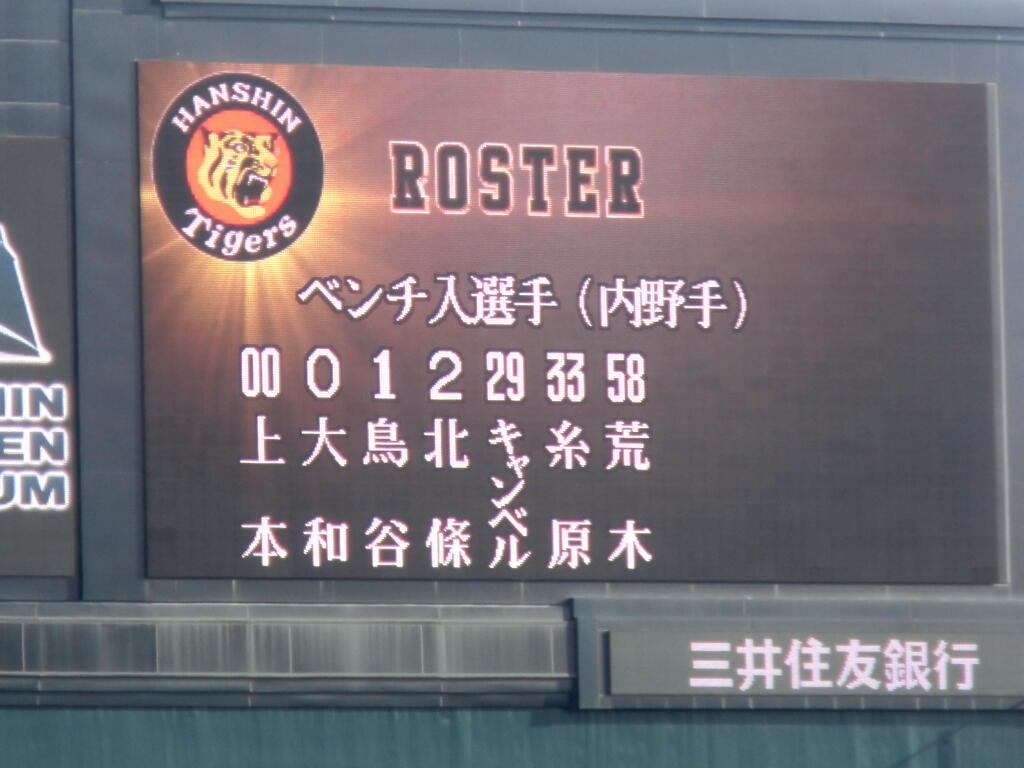 HANSHIN
Tigers
ROSTER
ベンチ入選手(内野手)
00 0 1 2 29 33 58
上本
大和
鳥谷
北條
キャンベル
糸原
荒木
三井住友銀行
IN
EN
UM